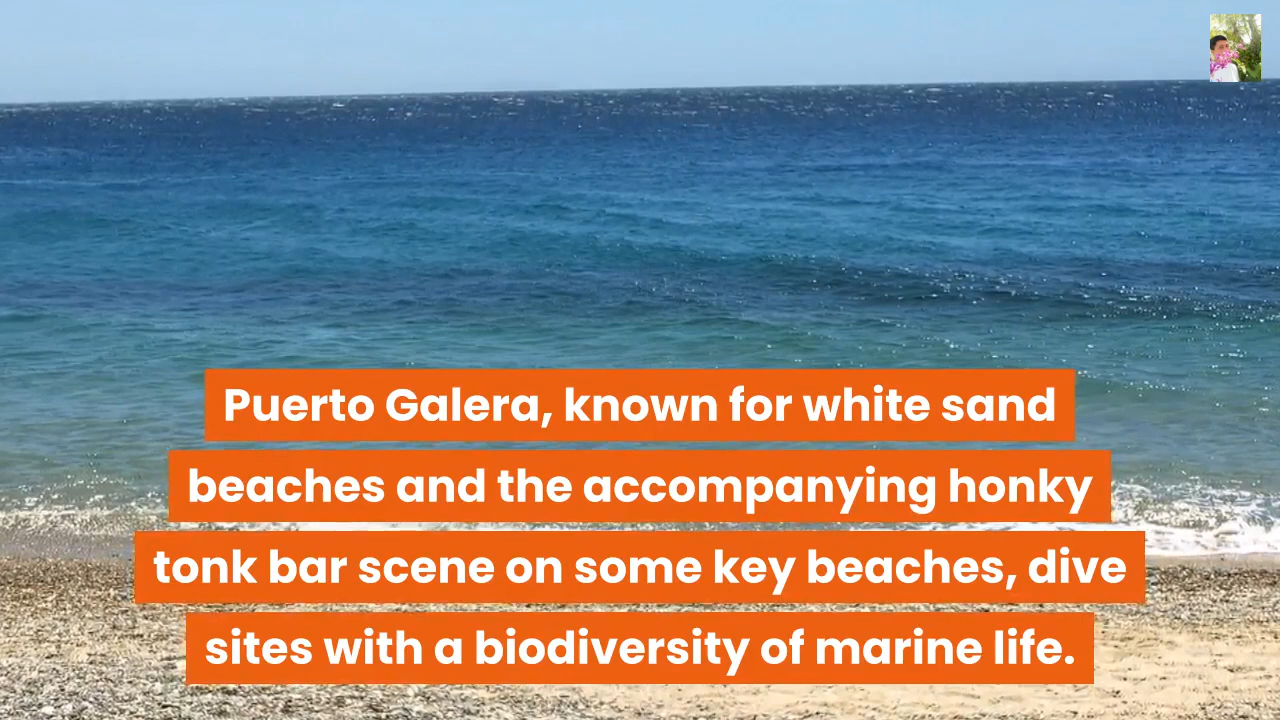 Puerto Galera, known for white sand
beaches and the accompanying honky
tonk bar scene on some key beaches, dive
sites with a biodiversity of marine life.